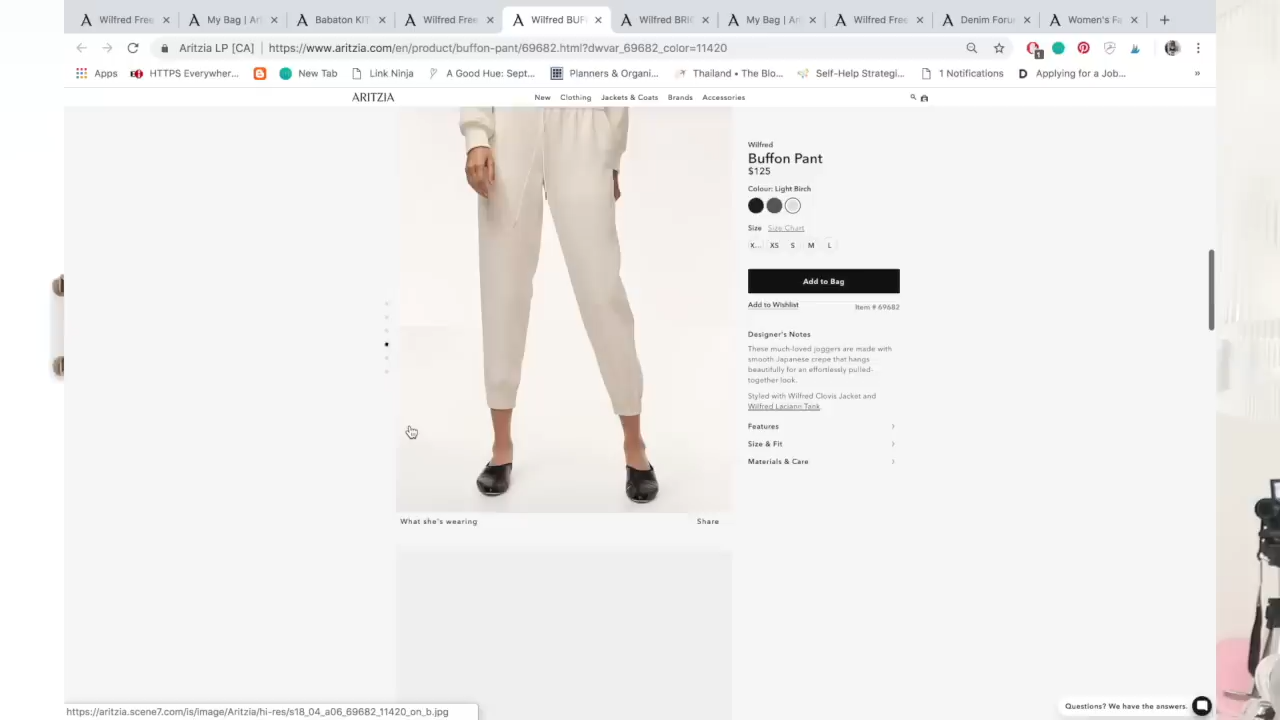 Wilfred Free
My Bag | Ari
Babaton KIT
Wilfred Free
Wilfred BUF
Wilfred BRI
My Bag | Ari
Wilfred Free
Denim Foru
Women's Fa
Aritzia LP [CA] | https://www.aritzia.com/en/product/buffon-pant/69682.html?dwvar_69682_color=11420
1
Apps
HTTPS Everywher...
New Tab
Link Ninja
A Good Hue: Sept...
Planners & Organi...
Thailand • The Blo...
Self-Help Strategi...
1 Notifications
Applying for a Job...
»
ARITZIA
New Clothing Jackets & Coats Brands Accessories
Wilfred
Buffon Pant
$125
Colour: Light Birch
Size Size Chart
X... XS S M L
Add to Bag
Add to Wishlist Item # 69682
Designer's Notes
These much-loved joggers are made with
smooth Japanese crepe that hangs
beautifully for an effortlessly pulled-
together look.
Styled with Wilfred Clovis Jacket and
Wilfred Laciann Tank.
Features
Size & Fit
Materials & Care
What she's wearing Share
Questions? We have the answers.
https://aritzia.scene7.com/is/image/Aritzia/hi-res/s18_04_a06_69682_11420_on_b.jpg